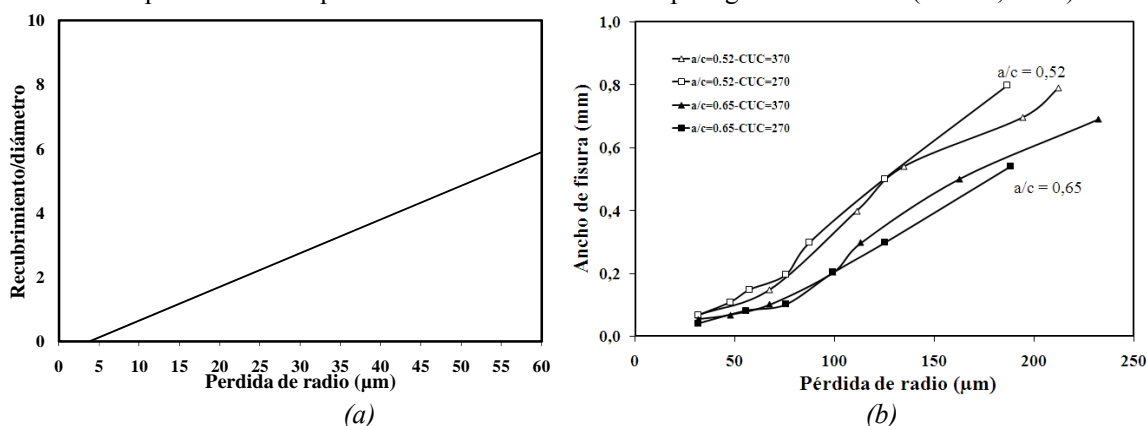 10
8
6
4
2
0
Recubrimiento/diámetro
0 5 10 15 20 25 30 35 40 45 50 55 60
Perdida de radio (µm)
(a)
1,0
0,8
0,6
0,4
0,2
0,0
Ancho de fisura (mm)
a/c=0.52-CUC=370
a/c=0.52-CUC=270
a/c=0.65-CUC=370
a/c=0.65-CUC=270
a/c = 0,52
a/c = 0,65
0 50 100 150 200 250
Pérdida de radio (µm)
(b)